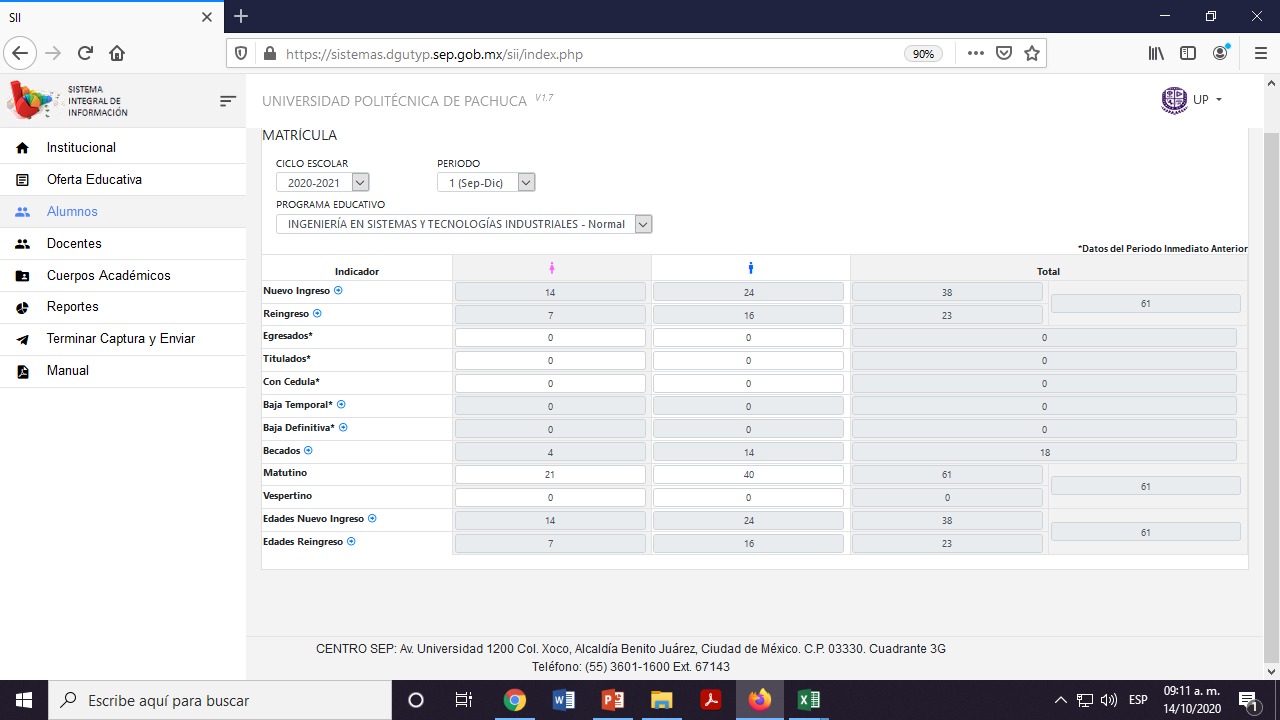 SII
https://sistemas.dgutyp.sep.gob.mx/sii/index.php
90%
SISTEMA
INTEGRAL DE
INFORMACIÓN
UNIVERSIDAD POLITÉCNICA DE PACHUCA V1.7
UP
Institucional
Oferta Educativa
Alumnos
Docentes
Cuerpos Académicos
Reportes
Terminar Captura y Enviar
Manual
MATRÍCULA
CICLO ESCOLAR PERIODO
2020-2021 1 (Sep-Dic)
PROGRAMA EDUCATIVO
INGENIERÍA EN SISTEMAS Y TECNOLOGÍAS INDUSTRIALES - Normal
*Datos del Periodo Inmediato Anterior
Indicador Total
Nuevo Ingreso 14 24 38 61
Reingreso 7 16 23
Egresados* 0 0 0
Titulados* 0 0 0
Con Cedula* 0 0 0
Baja Temporal* 0 0 0
Baja Definitiva* 0 0 0
Becados 4 14 18
Matutino 21 40 61 61
Vespertino 0 0 0
Edades Nuevo Ingreso 14 24 38 61
Edades Reingreso 7 16 23
CENTRO SEP: Av. Universidad 1200 Col. Xoco, Alcaldía Benito Juárez, Ciudad de México. C.P. 03330. Cuadrante 3G
Teléfono: (55) 3601-1600 Ext. 67143
Escribe aquí para buscar
ESP
09:11 a. m.
14/10/2020
1